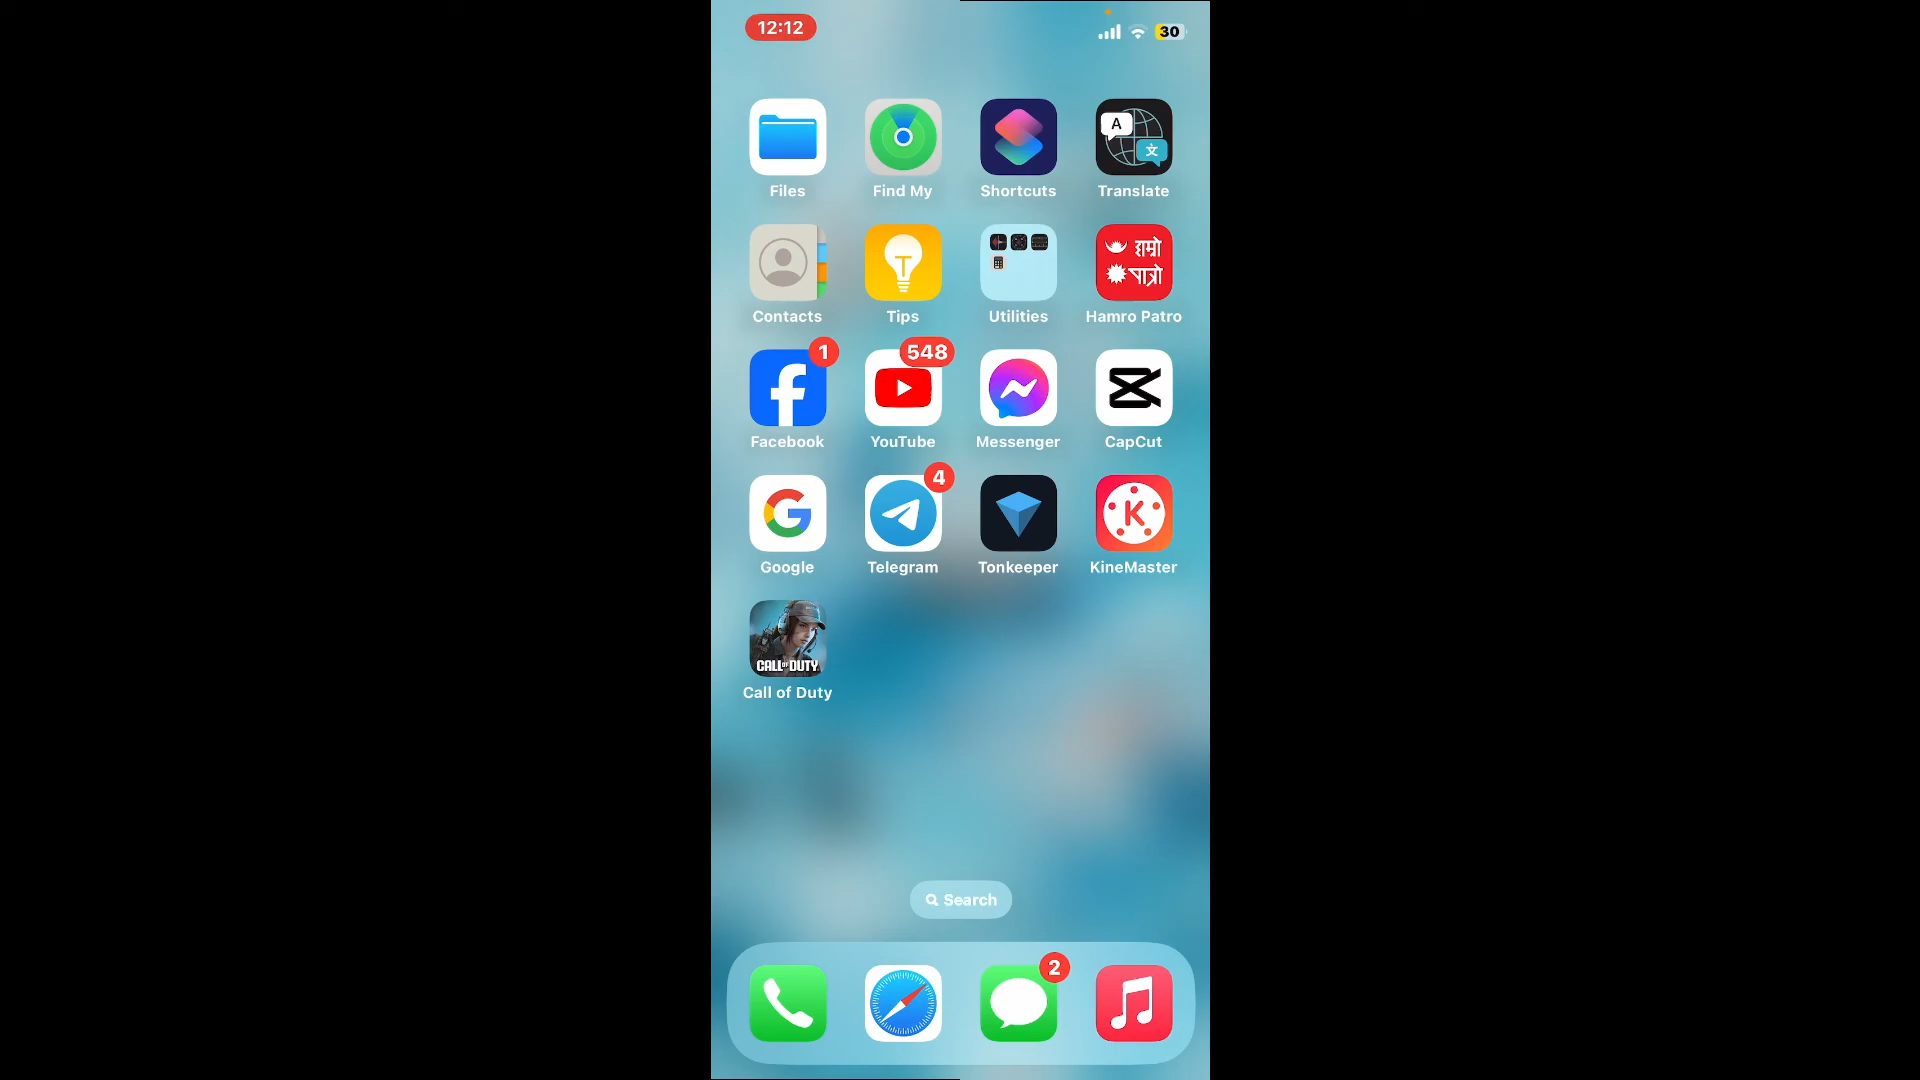 12:12
30
A
文
Files
Find My
Shortcuts
Translate
T
हाम्रो
पात्रो
Contacts
Tips
Utilities
Hamro Patro
1
548
Facebook
YouTube
Messenger
CapCut
4
G
K
Google
Telegram
Tonkeeper
KineMaster
CALL OF DUTY
Call of Duty
Search
2